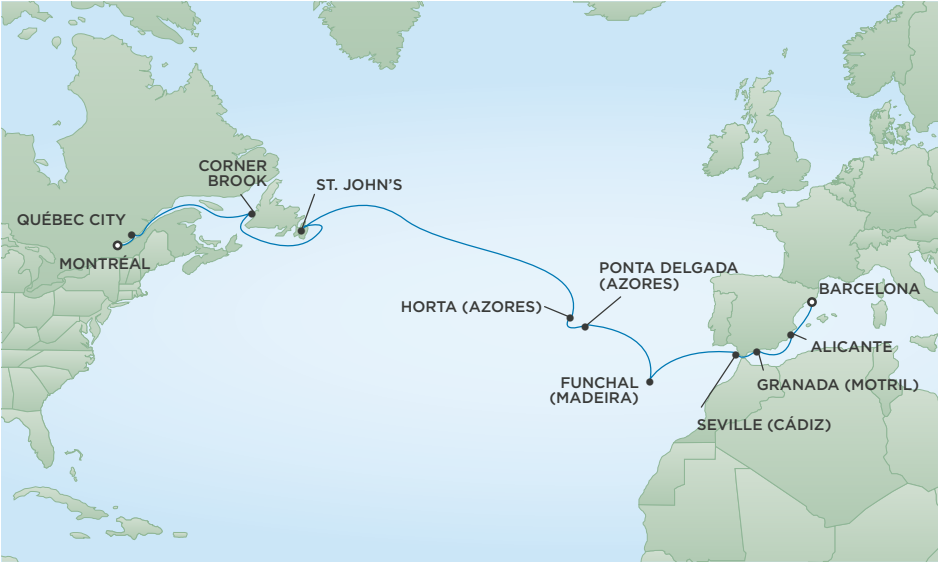 CORNER
BROOK
ST. JOHN'S
QUÉBEC CITY
MONTRÉAL
PONTA DELGADA
(AZORES)
HORTA (AZORES)
BARCELONA
ALICANTE
FUNCHAL
(MADEIRA)
GRANADA (MOTRIL)
SEVILLE (CÁDIZ)